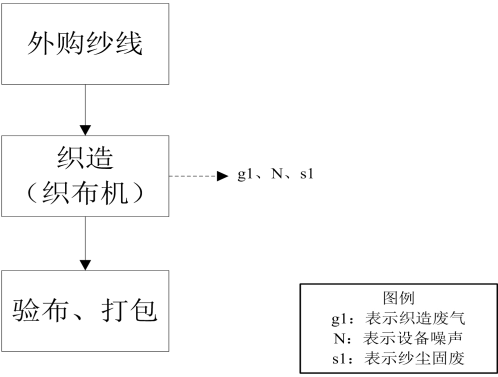 外购纱线
织造
（织布机）
g1、N、s1
验布、打包
图例
g1：表示织造废气
N：表示设备噪声
s1：表示纱尘固废